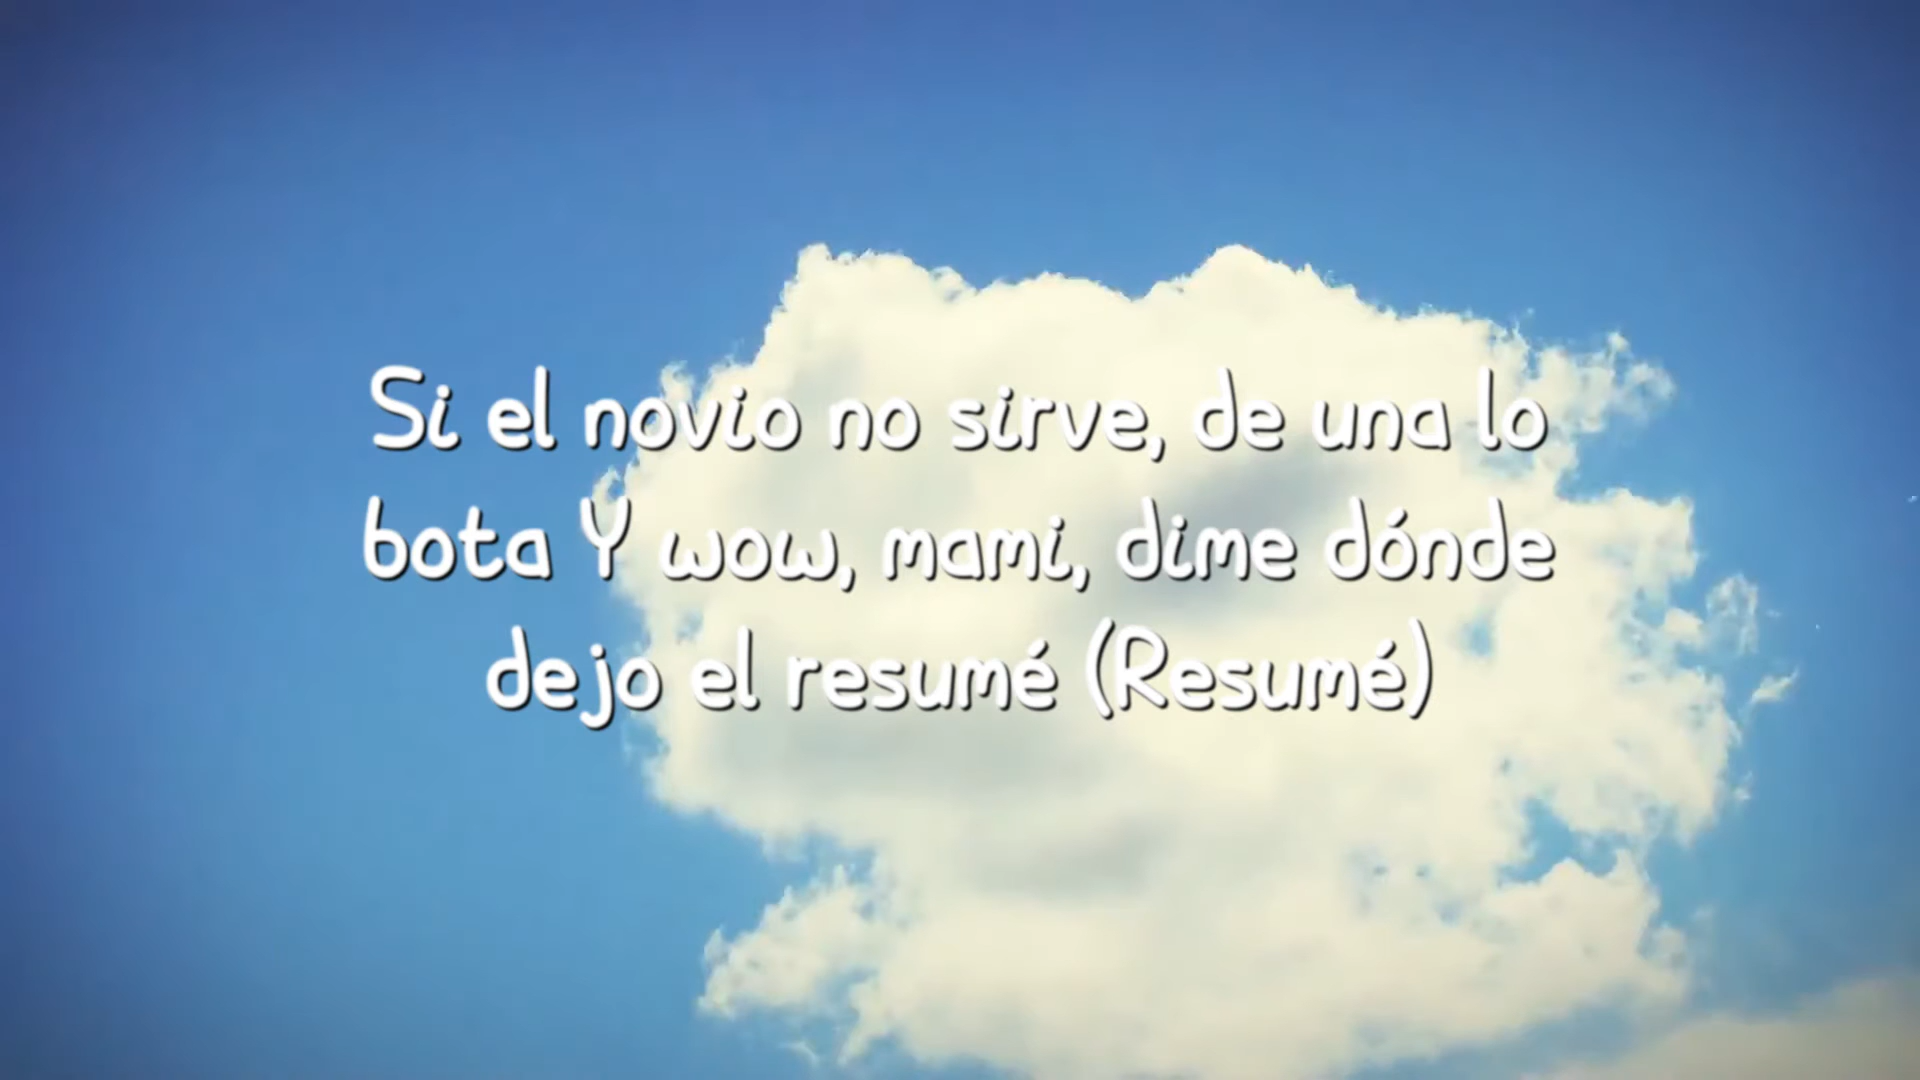 Si el novio no sirve, de una lo
bota Y wow, mami, dime dónde
dejo el resumé (Resumé)